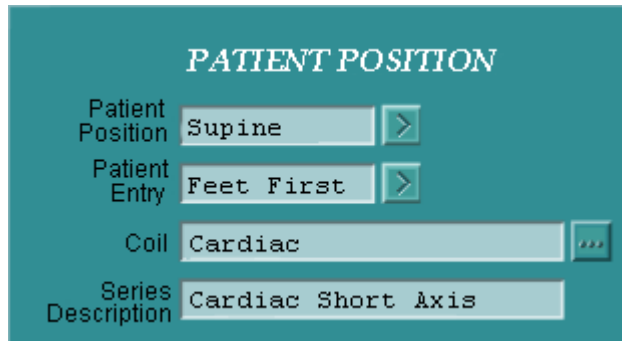 PATIENT POSITION
Patient
Position Supine >
Patient
Entry Feet First >
Coil Cardiac ...
Series
Description Cardiac Short Axis